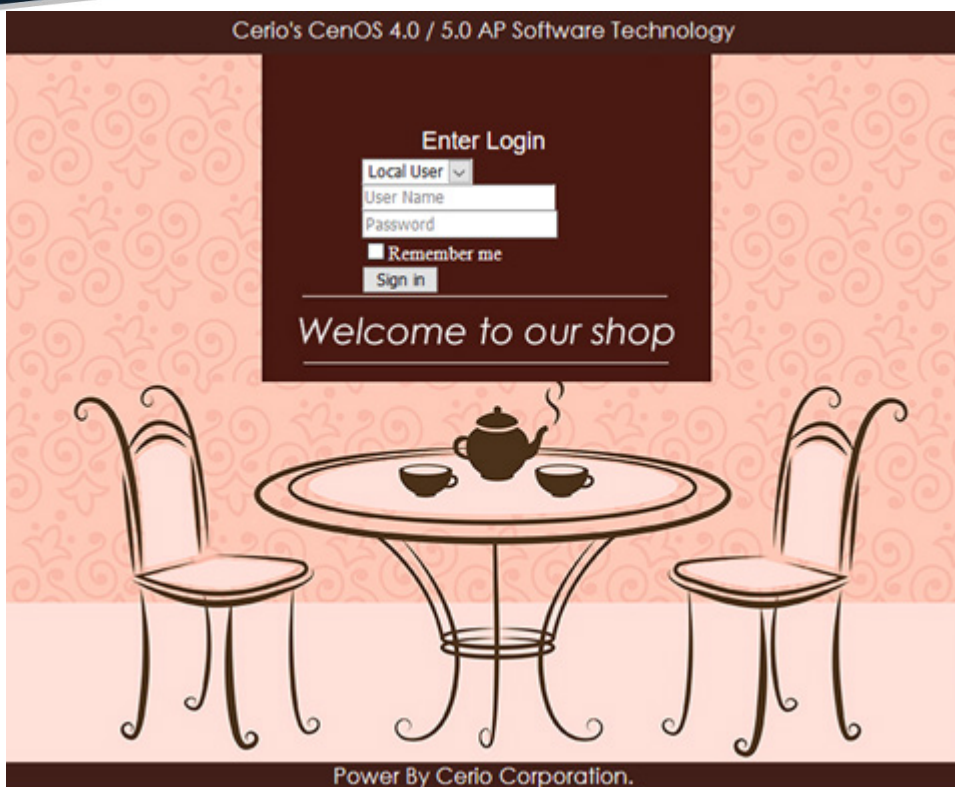 Cerio's CenOS 4.0 / 5.0 AP Software Technology
Enter Login
Local User
User Name
Password
Remember me
Sign in
Welcome to our shop
Power By Cerio Corporation.